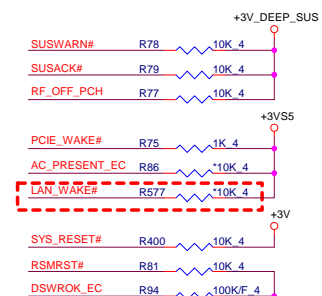 +3V_DEEP_SUS
SUSWARN# R78 10K_4
SUSACK# R79 10K_4
RF_OFF_PCH R77 10K_4
+3VS5
PCIE_WAKE# R75 1K_4
AC_PRESENT_EC R86 *10K_4
LAN_WAKE# R577 *10K_4
+3V
SYS_RESET# R400 10K_4
RSMRST# R81 10K_4
DSWROK_EC R94 100K/F_4